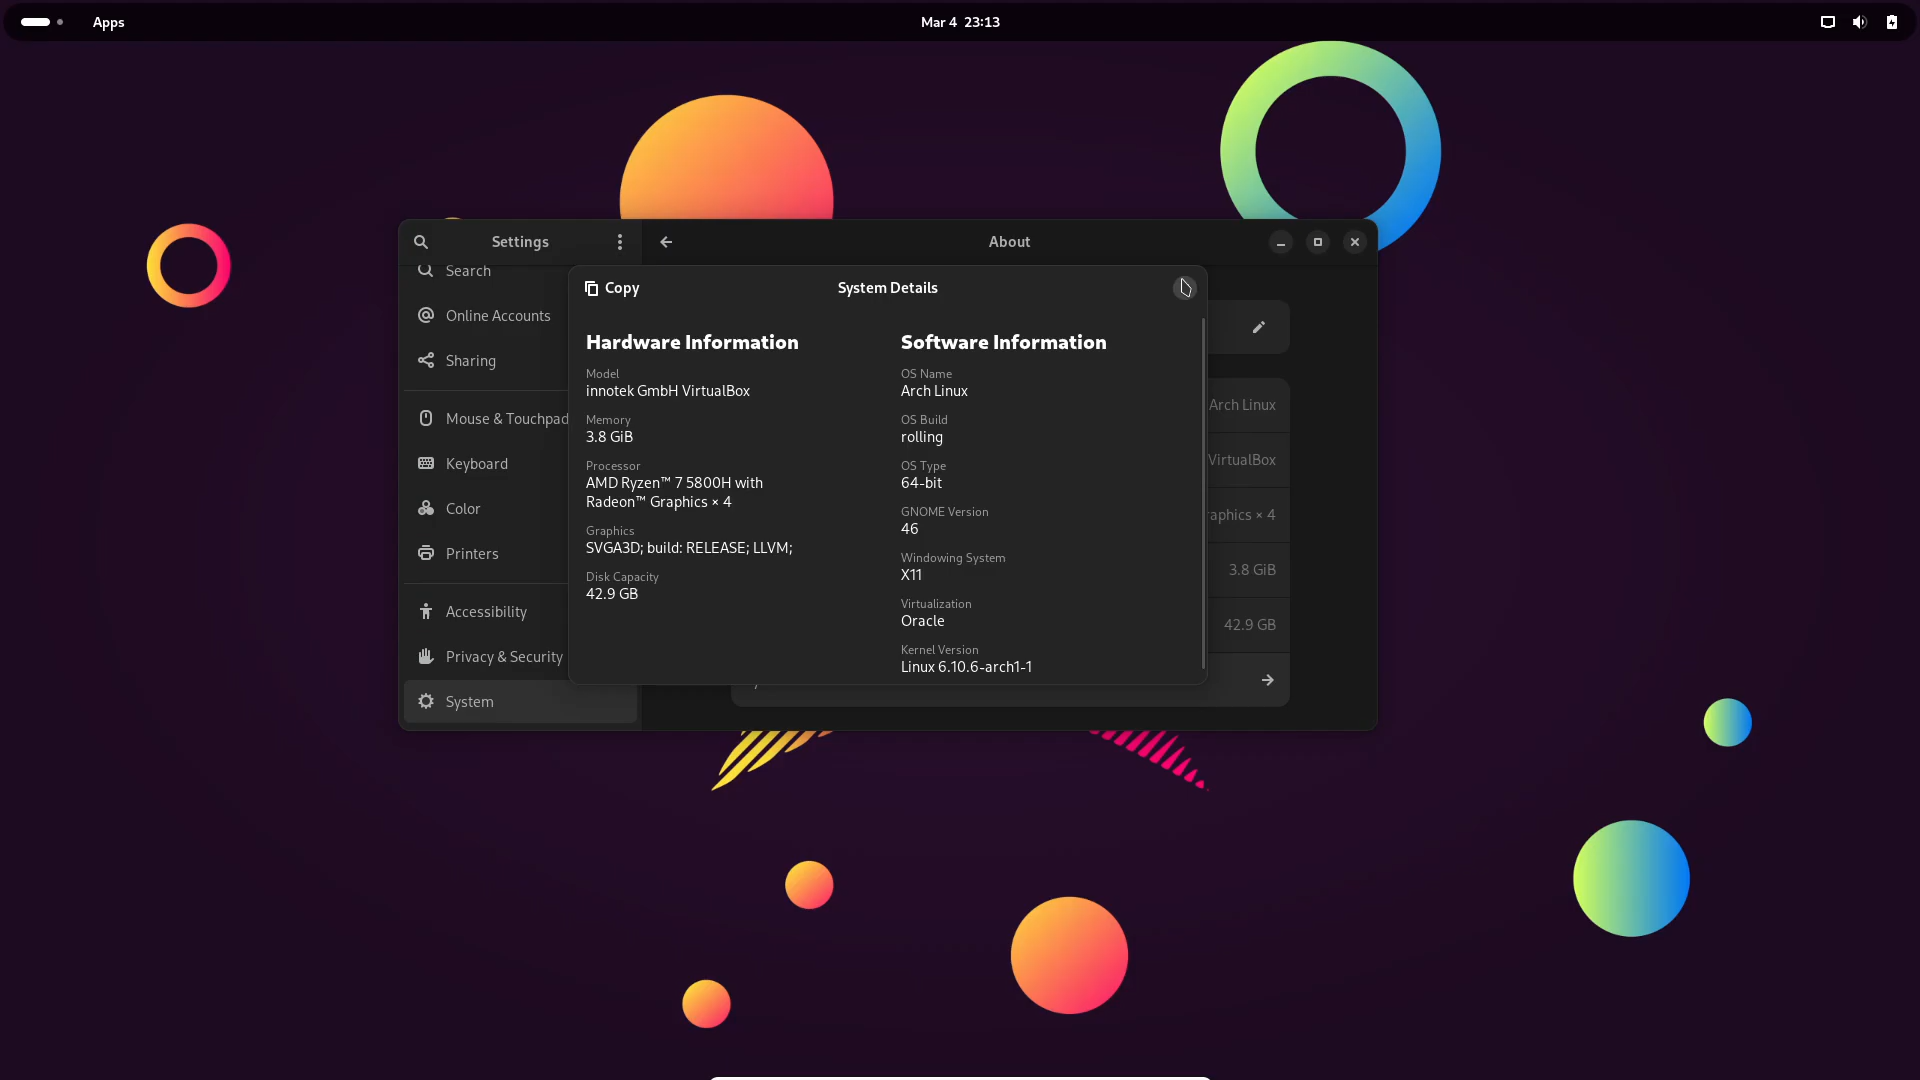 Apps
Mar 4 23:13
Settings
About
Search
Online Accounts
Sharing
Mouse & Touchpad
Keyboard
Color
Printers
Accessibility
Privacy & Security
System
Copy
System Details
Hardware Information
Model
innotek GmbH VirtualBox
Memory
3.8 GiB
Processor
AMD Ryzen™ 7 5800H with
Radeon™ Graphics × 4
Graphics
SVGA3D; build: RELEASE; LLVM;
Disk Capacity
42.9 GB
Software Information
OS Name
Arch Linux
OS Build
rolling
OS Type
64-bit
GNOME Version
46
Windowing System
X11
Virtualization
Oracle
Kernel Version
Linux 6.10.6-arch1-1
Arch Linux
VirtualBox
raphics × 4
3.8 GiB
42.9 GB